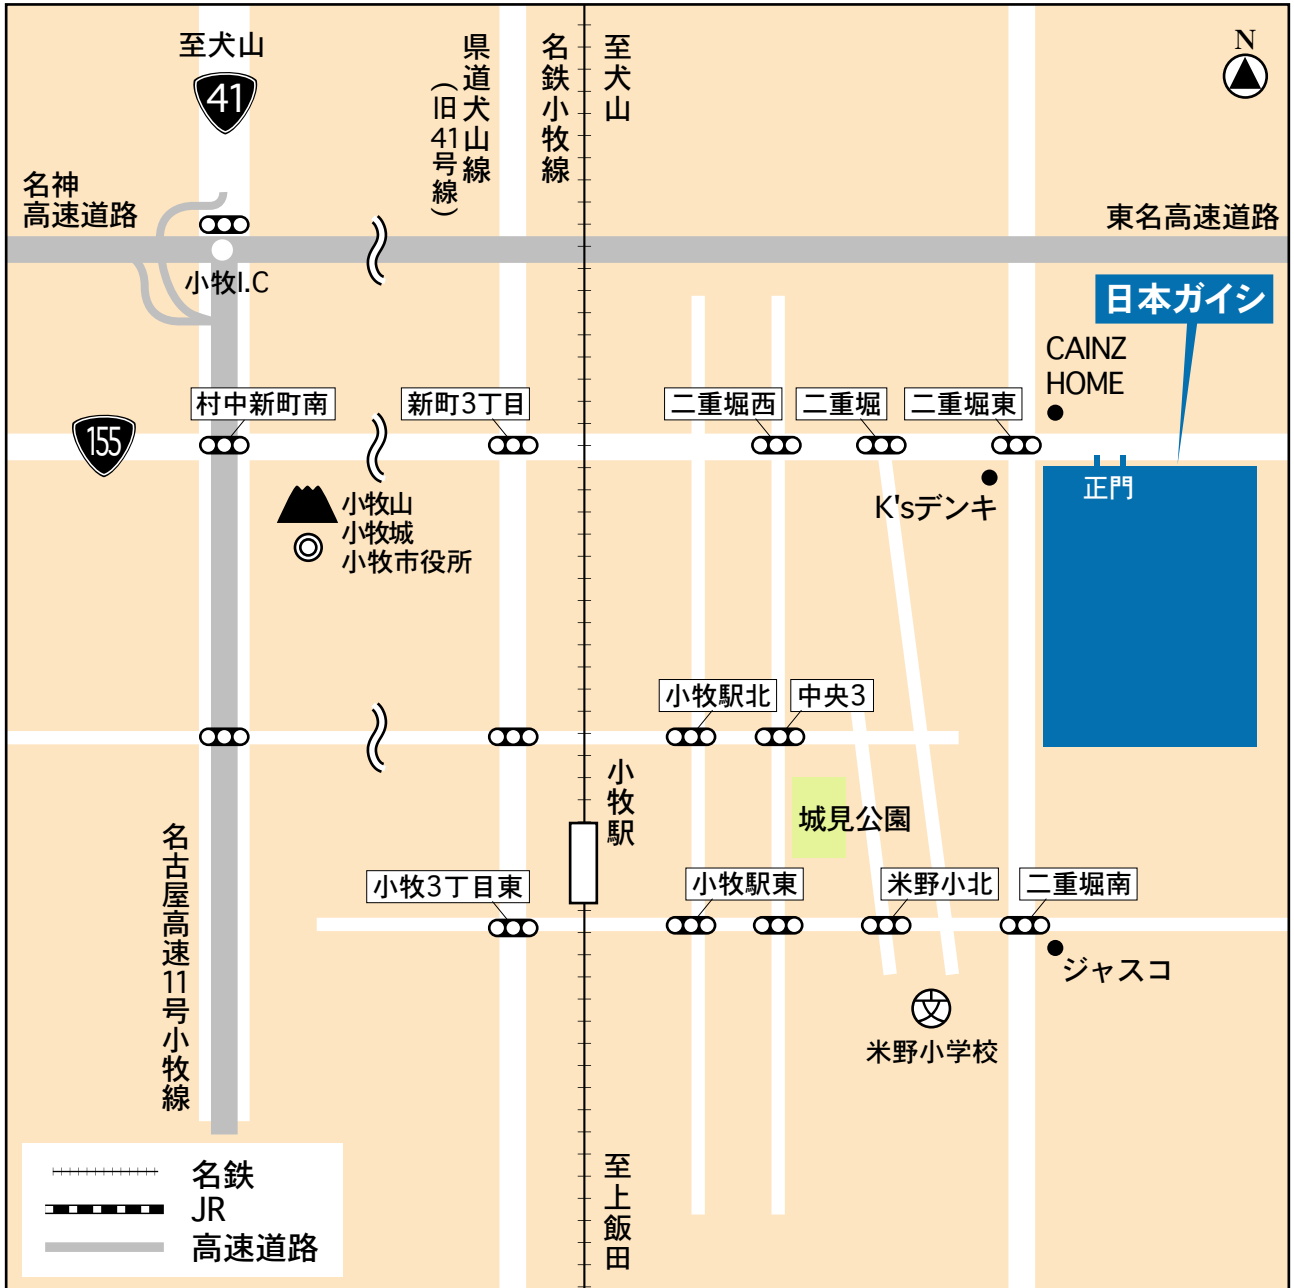 至犬山
41
県道犬山線
(旧41号線)
名鉄小牧線
至犬山
N
名神
高速道路
東名高速道路
小牧I.C
日本ガイシ
CAINZ
HOME
村中新町南
新町3丁目
二重堀西
二重堀
二重堀東
155
正門
K'sデンキ
小牧山
小牧城
小牧市役所
小牧駅北
中央3
小牧駅
城見公園
名古屋高速11号小牧線
小牧3丁目東
小牧駅東
米野小北
二重堀南
ジャスコ
文
米野小学校
至上飯田
名鉄
JR
高速道路